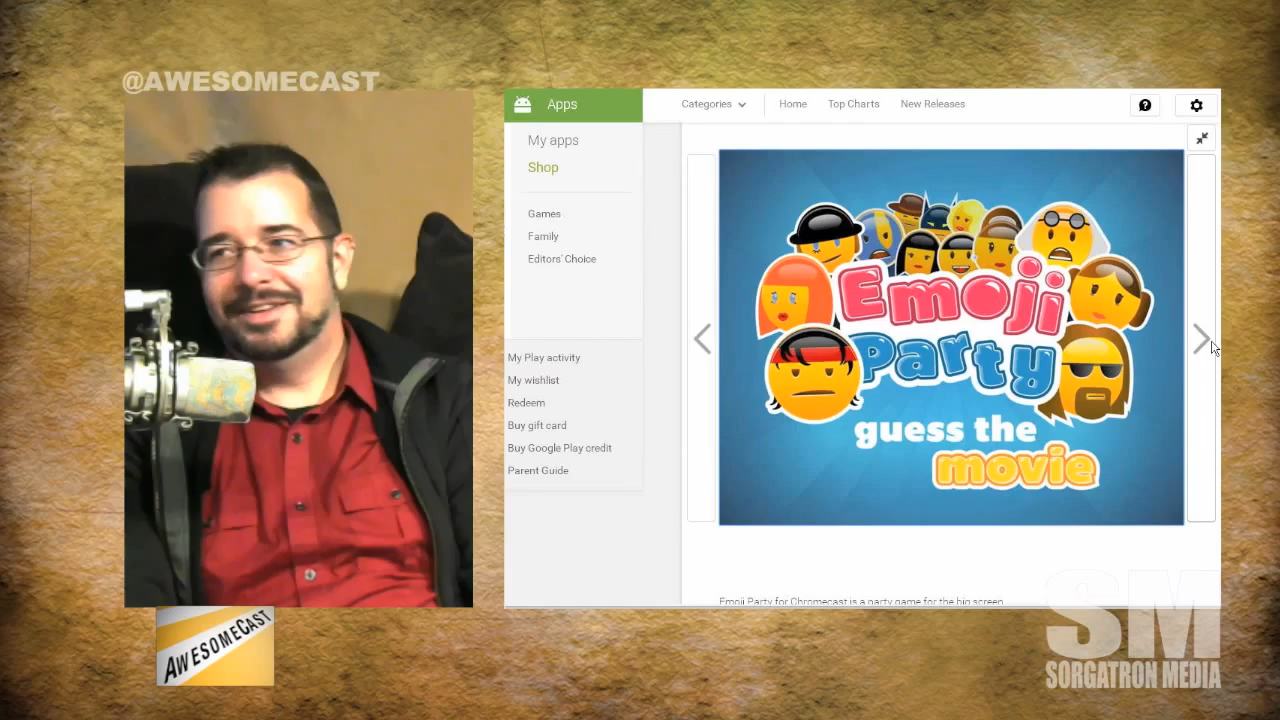 @AWESOMECAST
Apps
Categories
Home
Top Charts
New Releases
My apps
Shop
Games
Family
Editors' Choice
My Play activity
My wishlist
Redeem
Buy gift card
Buy Google Play credit
Parent Guide
Emoji
Party
guess the
movie
Emoji Party for Chromecast is a party game for the big screen
AWESOMECAST
SM
SORGATRON MEDIA